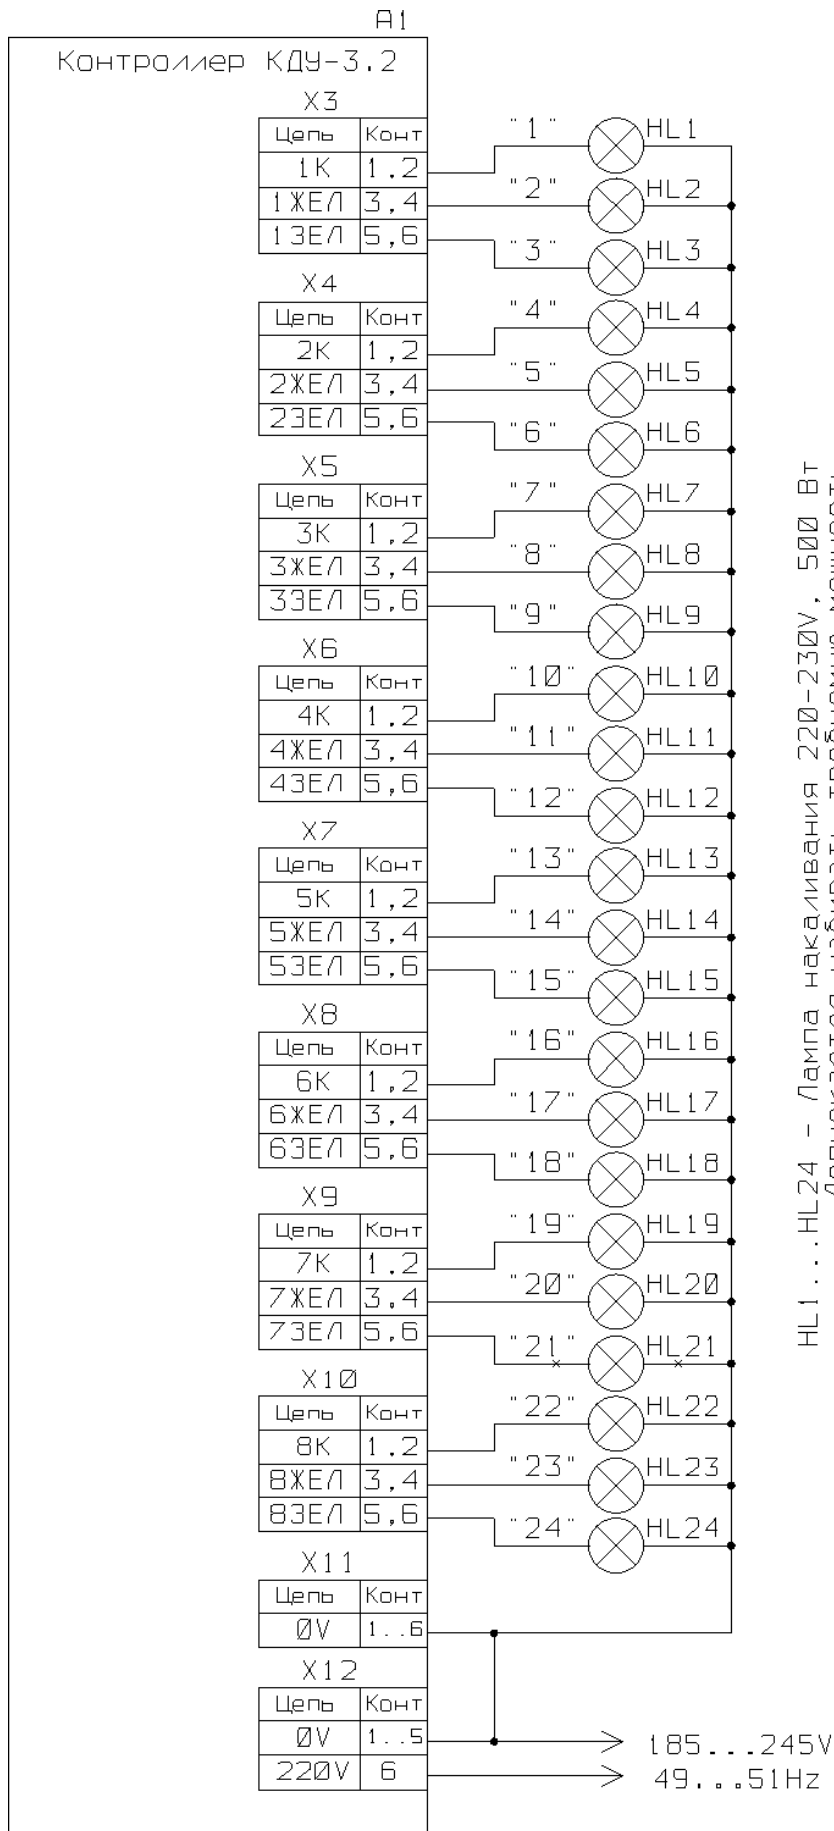 A1
Контроллер КДУ-3.2
X3
Цепь Конт
1К 1,2 "1" HL1
1ЖЕЛ 3,4 "2" HL2
1ЗЕЛ 5,6 "3" HL3
X4
Цепь Конт
2К 1,2 "4" HL4
2ЖЕЛ 3,4 "5" HL5
2ЗЕЛ 5,6 "6" HL6
X5
Цепь Конт
3К 1,2 "7" HL7
3ЖЕЛ 3,4 "8" HL8
3ЗЕЛ 5,6 "9" HL9
X6
Цепь Конт
4К 1,2 "10" HL10
4ЖЕЛ 3,4 "11" HL11
4ЗЕЛ 5,6 "12" HL12
X7
Цепь Конт
5К 1,2 "13" HL13
5ЖЕЛ 3,4 "14" HL14
5ЗЕЛ 5,6 "15" HL15
X8
Цепь Конт
6К 1,2 "16" HL16
6ЖЕЛ 3,4 "17" HL17
6ЗЕЛ 5,6 "18" HL18
X9
Цепь Конт
7К 1.2 "19" HL19
7ЖЕЛ 3,4 "20" HL20
7ЗЕЛ 5,6 "21" HL21
X10
Цепь Конт
8К 1.2 "22" HL22
8ЖЕЛ 3,4 "23" HL23
8ЗЕЛ 5,6 "24" HL24
X11
Цепь Конт
0V 1..6
X12
Цепь Конт
0V 1..5 185...245V
220V 6 49...51Hz
HL1...HL24 - Лампа накаливания 220-230V, 500 Вт